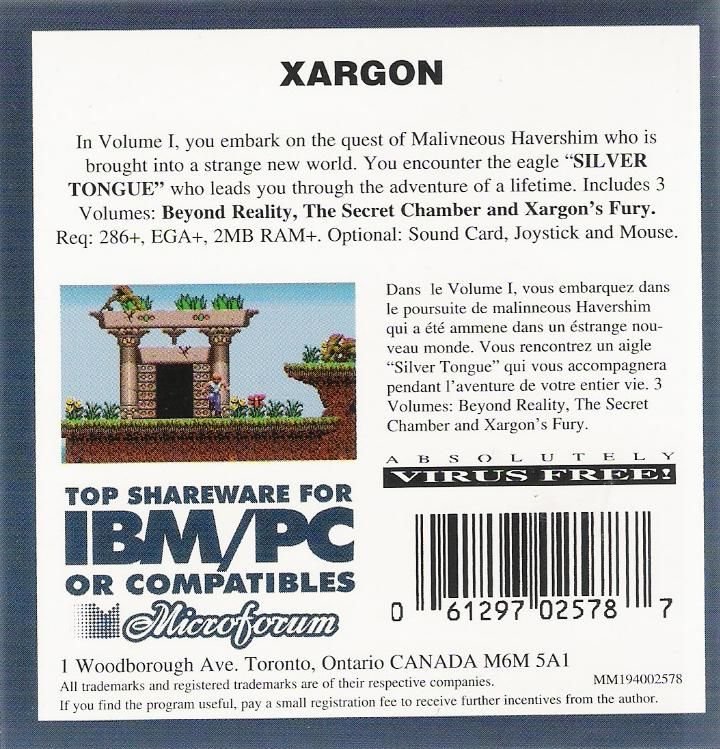 XARGON
In Volume I, you embark on the quest of Malivneous Havershim who is
brought into a strange new world. You encounter the eagle “SILVER
TONGUE” who leads you through the adventure of a lifetime. Includes 3
Volumes: Beyond Reality, The Secret Chamber and Xargon’s Fury.
Req: 286+, EGA+, 2MB RAM+. Optional: Sound Card, Joystick and Mouse.
Dans le Volume I, vous embarquez dans
le poursuite de malinneous Havershim
qui a été ammene dans un éstrange nou-
veau monde. Vous rencontrez un aigle
“Silver Tongue” qui vous accompagnera
pendant l’aventure de votre entier vie. 3
Volumes: Beyond Reality, The Secret
Chamber and Xargon’s Fury.
ABSOLUTELY
VIRUS FREE!
TOP SHAREWARE FOR
IBM/PC
OR COMPATIBLES
Microforum
0 61297 02578 7
1 Woodborough Ave. Toronto, Ontario CANADA M6M 5A1
All trademarks and registered trademarks are of their respective companies.
MM194002578
If you find the program useful, pay a small registration fee to receive further incentives from the author.